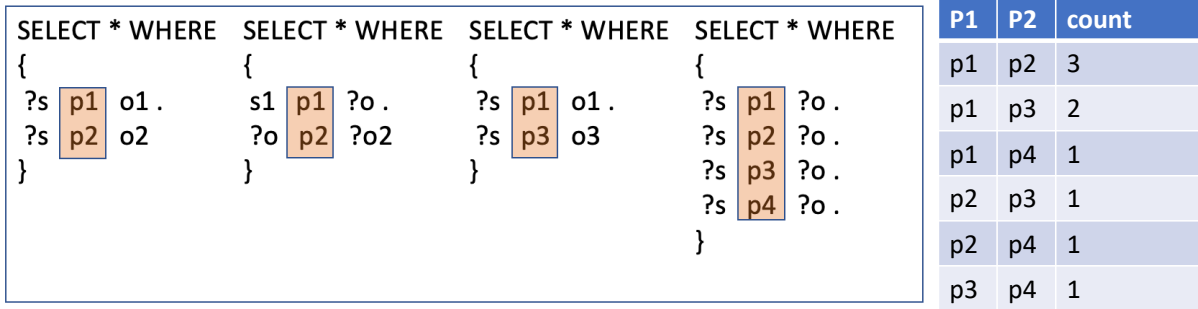 SELECT * WHERE
{
?s p1 o1 .
?s p2 o2
}
SELECT * WHERE
{
s1 p1 ?o .
?o p2 ?o2
}
SELECT * WHERE
{
?s p1 o1 .
?s p3 o3
}
SELECT * WHERE
{
?s p1 ?o .
?s p2 ?o .
?s p3 ?o .
?s p4 ?o .
}
P1 P2 count
p1 p2 3
p1 p3 2
p1 p4 1
p2 p3 1
p2 p4 1
p3 p4 1